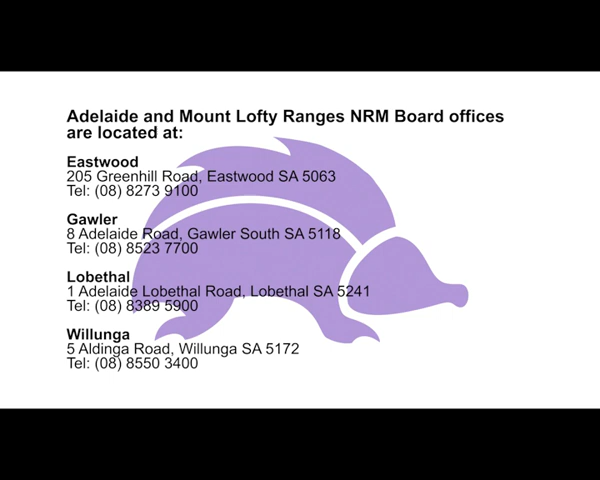 Adelaide and Mount Lofty Ranges NRM Board offices
are located at:
Eastwood
205 Greenhill Road, Eastwood SA 5063
Tel: (08) 8273 9100
Gawler
8 Adelaide Road, Gawler South SA 5118
Tel: (08) 8523 7700
Lobethal
1 Adelaide Lobethal Road, Lobethal SA 5241
Tel: (08) 8389 5900
Willunga
5 Aldinga Road, Willunga SA 5172
Tel: (08) 8550 3400